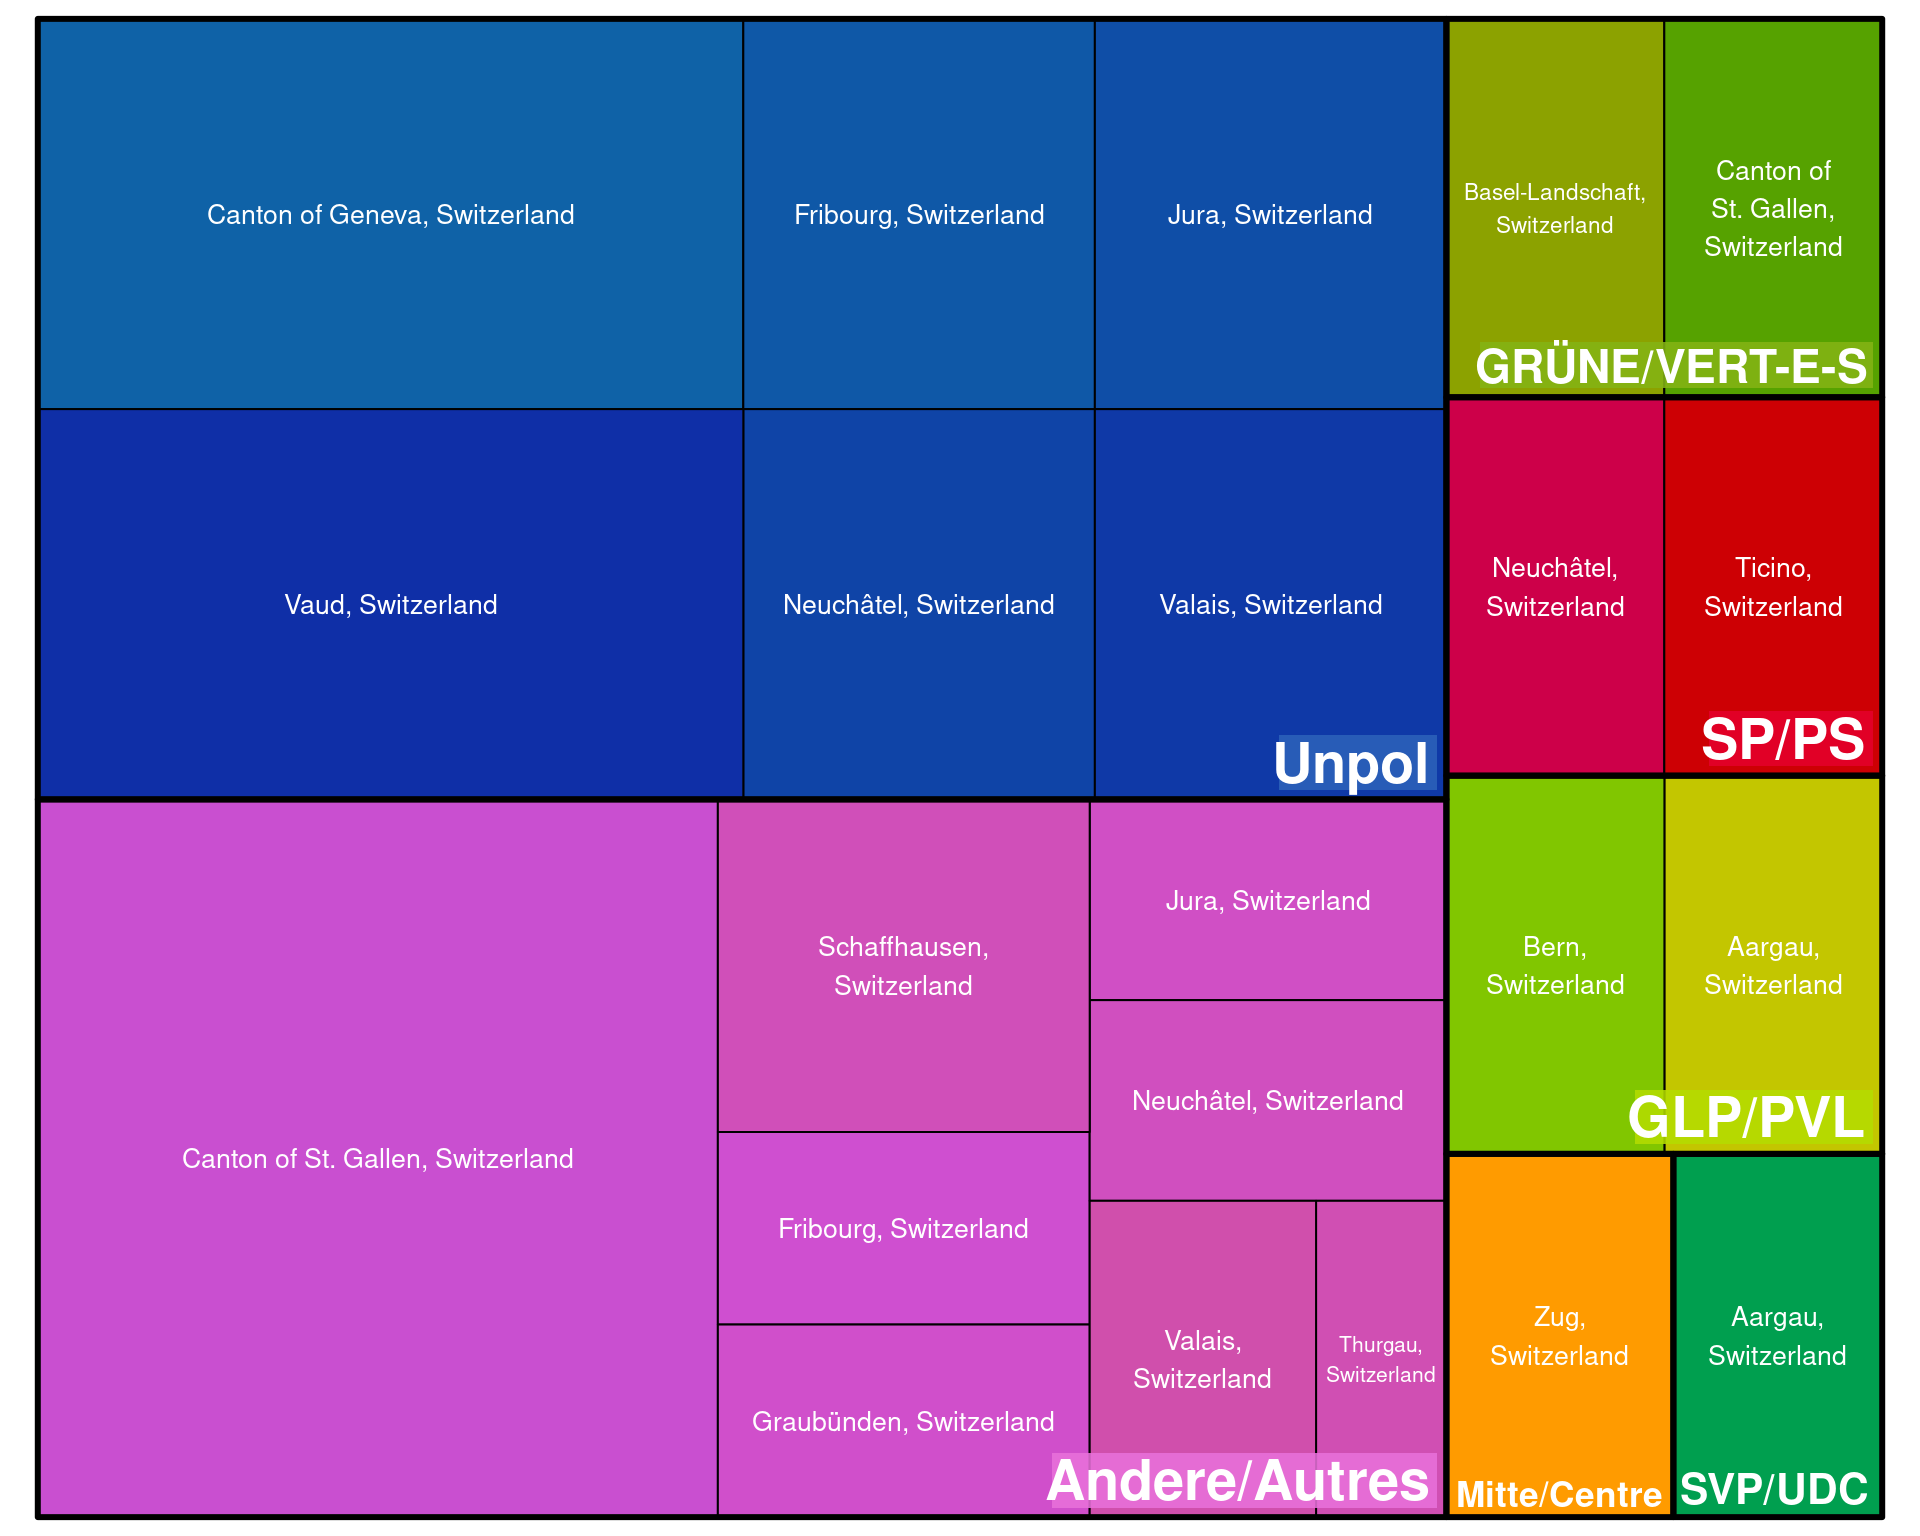 Canton of Geneva, Switzerland
Fribourg, Switzerland
Jura, Switzerland
Vaud, Switzerland
Neuchâtel, Switzerland
Valais, Switzerland
Unpol
Canton of St. Gallen, Switzerland
Schaffhausen,
Switzerland
Fribourg, Switzerland
Graubünden, Switzerland
Jura, Switzerland
Neuchâtel, Switzerland
Valais,
Switzerland
Thurgau,
Switzerland
Andere/Autres
Basel-Landschaft,
Switzerland
Canton of
St. Gallen,
Switzerland
GRÜNE/VERT-E-S
Neuchâtel,
Switzerland
Ticino,
Switzerland
SP/PS
Bern,
Switzerland
Aargau,
Switzerland
GLP/PVL
Zug,
Switzerland
Mitte/Centre
Aargau,
Switzerland
SVP/UDC